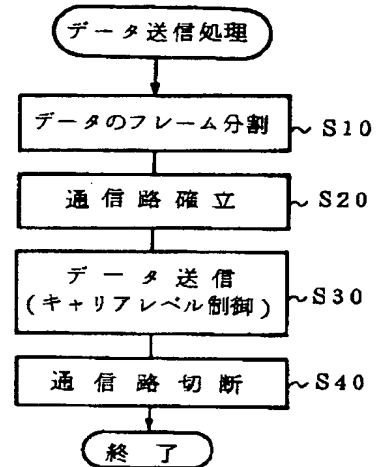 データ送信処理
データのフレーム分割 ~S10
通信路確立 ~S20
データ送信
(キャリアレベル制御) ~S30
通信路切断 ~S40
終了